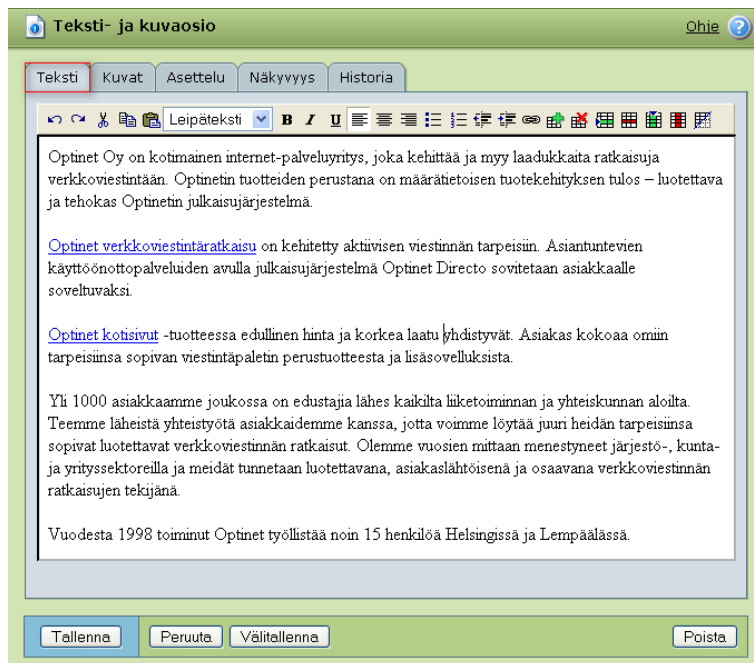 Teksti- ja kuvaosio
Ohje ?
Teksti Kuvat Asettelu Näkyvyys Historia
Leipäteksti B I U
Optinet Oy on kotimainen internet-palveluyritys, joka kehittää ja myy laadukkaita ratkaisuja
verkkoviestintään. Optinetin tuotteiden perustana on määrätietoisen tuotekehityksen tulos – luotettava
ja tehokas Optinetin julkaisujärjestelmä.
Optinet verkkoviestintäratkaisu on kehitetty aktiivisen viestinnän tarpeisiin. Asiantuntevien
käyttöönottopalveluiden avulla julkaisujärjestelmä Optinet Directo sovitetaan asiakkaalle
soveltuvaksi.
Optinet kotisivut -tuotteessa edullinen hinta ja korkea laatu yhdistyvät. Asiakas kokoaa omiin
tarpeisiinsa sopivan viestintäpaletin perustuotteesta ja lisäsovelluksista.
Yli 1000 asiakkaamme joukossa on edustajia lähes kaikilta liiketoiminnan ja yhteiskunnan aloilta.
Teemme läheistä yhteistyötä asiakkaidemme kanssa, jotta voimme löytää juuri heidän tarpeisiinsa
sopivat luotettavat verkkoviestinnän ratkaisut. Olemme vuosien mittaan menestyneet järjestö-, kunta-
ja yrityssektoreilla ja meidät tunnetaan luotettavana, asiakaslähtöisenä ja osaavana verkkoviestinnän
ratkaisujen tekijänä.
Vuodesta 1998 toiminut Optinet työllistää noin 15 henkilöä Helsingissä ja Lempäälässä.
Tallenna Peruuta Välitallenna Poista